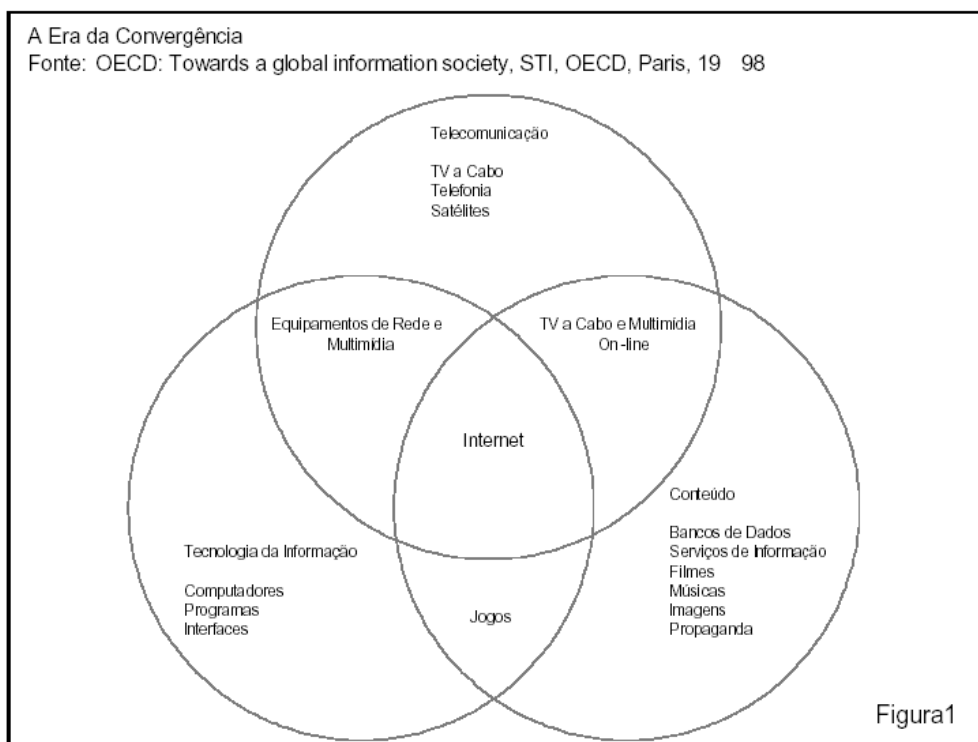 A Era da Convergência
Fonte: OECD: Towards a global information society, STI, OECD, Paris, 19 98
Telecomunicação
TV a Cabo
Telefonia
Satélites
Equipamentos de Rede e
Multimídia
TV a Cabo e Multimídia
On-line
Internet
Tecnologia da Informação
Computadores
Programas
Interfaces
Jogos
Conteúdo
Bancos de Dados
Serviços de Informação
Filmes
Músicas
Imagens
Propaganda
Figura1